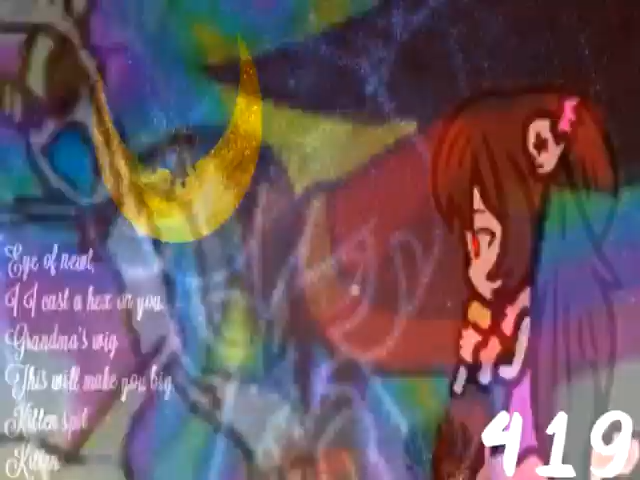 Eye of newt,
I I cast a hex on you.
Grandma's wig
This will make you big
Kitten spit
Kitten
419